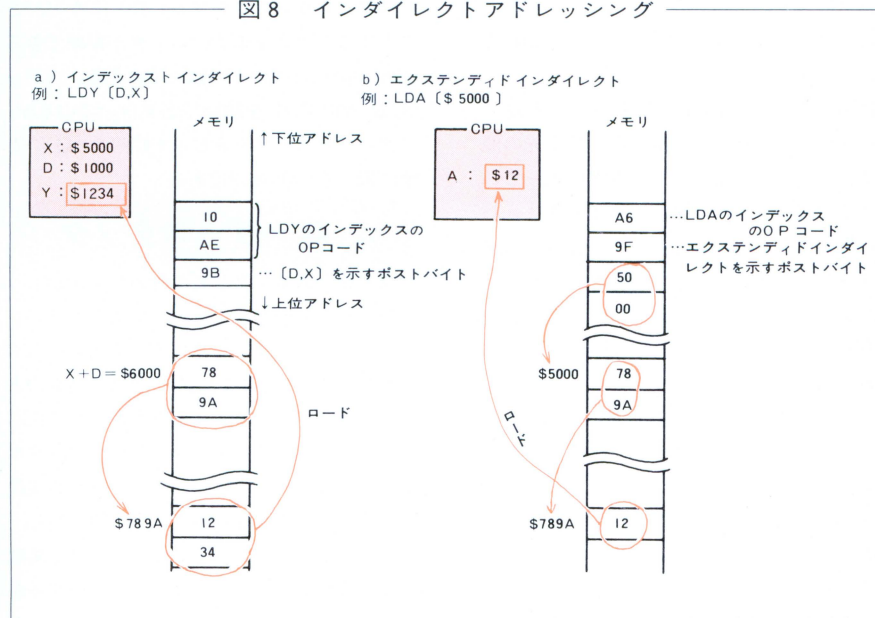 図8 インダイレクトアドレッシング
a）インデックスト インダイレクト
例：LDY〔D,X〕
CPU
X：$5000
D：$1000
Y：$1234
メモリ
↑下位アドレス
10
AE
LDYのインデックスの
OPコード
9B
…〔D,X〕を示すポストバイト
↓上位アドレス
X＋D＝$6000
78
9A
ロード
$789A
12
34
b）エクステンディド インダイレクト
例：LDA〔$5000〕
CPU
A：$12
メモリ
A6
…LDAのインデックス
のOPコード
9F
…エクステンディドインダイ
レクトを示すポストバイト
50
00
$5000
78
9A
ロード
$789A
12